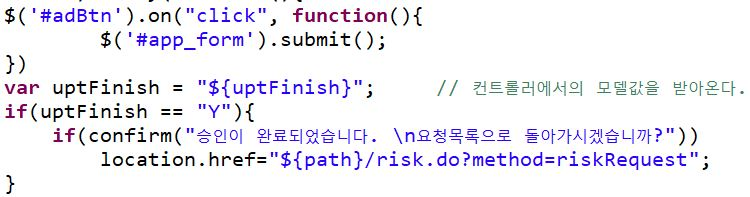 $('#adBtn').on("click", function(){
$('#app_form').submit();
})
var uptFinish = "${uptFinish}"; // 컨트롤러에서의 모델값을 받아온다.
if(uptFinish == "Y"){
if(confirm("승인이 완료되었습니다. \n요청목록으로 돌아가시겠습니까?"))
location.href="${path}/risk.do?method=riskRequest";
}